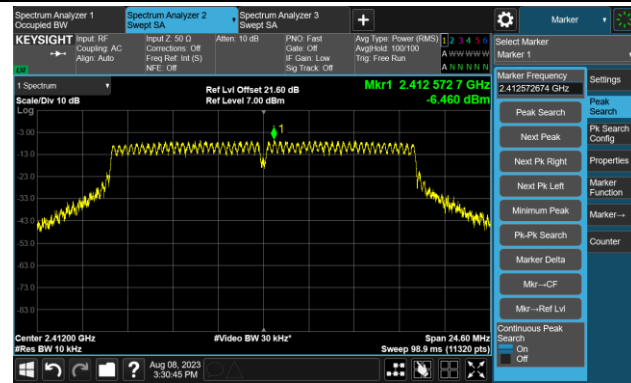 Spectrum Analyzer 1
Occupied BW
Spectrum Analyzer 2
Swept SA
Spectrum Analyzer 3
Swept SA
+
Marker
KEYSIGHT
Input: RF
Coupling: AC
Align: Auto
Input Z: 50 Ω
Corrections: Off
Freq Ref: Int (S)
NFE: Off
Atten: 10 dB
PNO: Fast
Gate: Off
IF Gain: Low
Sig Track: Off
Avg Type: Power (RMS)
Avg|Hold: 100/100
Trig: Free Run
1 2 3 4 5 6
A W W W W W
A N N N N N
LXI
Select Marker
Marker 1
1 Spectrum
Scale/Div 10 dB
Log
Ref Lvl Offset 21.60 dB
Ref Level 7.00 dBm
Mkr1 2.412 572 7 GHz
-6.460 dBm
1
-3.00
-13.0
-23.0
-33.0
-43.0
-53.0
-63.0
-73.0
-83.0
Center 2.41200 GHz
#Res BW 10 kHz
#Video BW 30 kHz*
Span 24.60 MHz
Sweep 98.9 ms (11320 pts)
Marker Frequency
2.412572674 GHz
Peak Search
Next Peak
Next Pk Right
Next Pk Left
Minimum Peak
Pk-Pk Search
Marker Delta
Mkr→CF
Mkr→Ref Lvl
Continuous Peak
Search
On
Off
Settings
Peak
Search
Pk Search
Config
Properties
Marker
Function
Marker→
Counter
?
Aug 08, 2023
3:30:45 PM